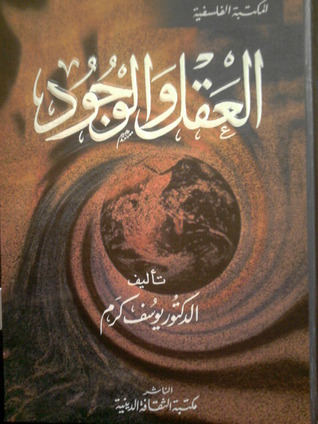 المكتبة الفلسفية
العقل والوجود
تأليف
الدكتور يوسف كرم
الناشر
مكتبة الثقافة الدينية